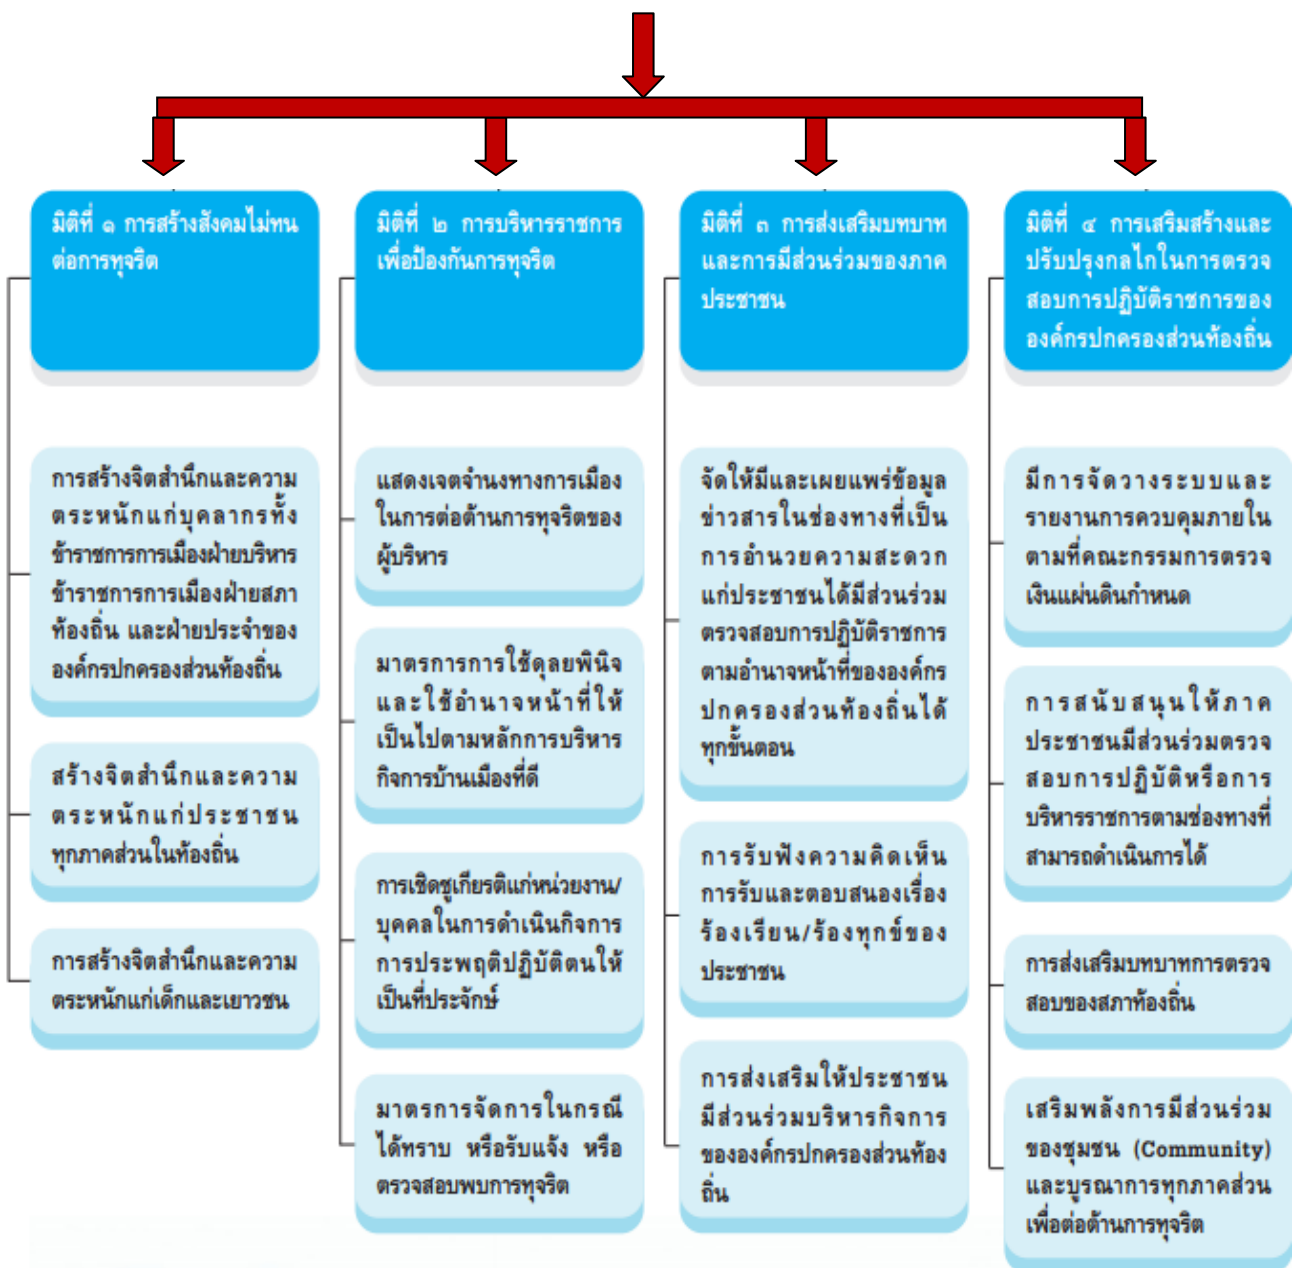 มิติที่ ๑ การสร้างสังคมไม่ทน
ต่อการทุจริต
การสร้างจิตสำนึกและความ
ตระหนักแก่บุคลากรทั้ง
ข้าราชการการเมืองฝ่ายบริหาร
ข้าราชการการเมืองฝ่ายสภา
ท้องถิ่น และฝ่ายประจำของ
องค์กรปกครองส่วนท้องถิ่น
สร้างจิตสำนึกและความ
ตระหนักแก่ประชาชน
ทุกภาคส่วนในท้องถิ่น
การสร้างจิตสำนึกและความ
ตระหนักแก่เด็กและเยาวชน
มิติที่ ๒ การบริหารราชการ
เพื่อป้องกันการทุจริต
แสดงเจตจำนงทางการเมือง
ในการต่อต้านการทุจริตของ
ผู้บริหาร
มาตรการการใช้ดุลยพินิจ
และใช้อำนาจหน้าที่ให้
เป็นไปตามหลักการบริหาร
กิจการบ้านเมืองที่ดี
การเชิดชูเกียรติแก่หน่วยงาน/
บุคคลในการดำเนินกิจการ
การประพฤติปฏิบัติตนให้
เป็นที่ประจักษ์
มาตรการจัดการในกรณี
ได้ทราบ หรือรับแจ้ง หรือ
ตรวจสอบพบการทุจริต
มิติที่ ๓ การส่งเสริมบทบาท
และการมีส่วนร่วมของภาค
ประชาชน
จัดให้มีและเผยแพร่ข้อมูล
ข่าวสารในช่องทางที่เป็น
การอำนวยความสะดวก
แก่ประชาชนได้มีส่วนร่วม
ตรวจสอบการปฏิบัติราชการ
ตามอำนาจหน้าที่ขององค์กร
ปกครองส่วนท้องถิ่นได้
ทุกขั้นตอน
การรับฟังความคิดเห็น
การรับและตอบสนองเรื่อง
ร้องเรียน/ร้องทุกข์ของ
ประชาชน
การส่งเสริมให้ประชาชน
มีส่วนร่วมบริหารกิจการ
ขององค์กรปกครองส่วนท้อง
ถิ่น
มิติที่ ๔ การเสริมสร้างและ
ปรับปรุงกลไกในการตรวจ
สอบการปฏิบัติราชการของ
องค์กรปกครองส่วนท้องถิ่น
มีการจัดวางระบบและ
รายงานการควบคุมภายใน
ตามที่คณะกรรมการตรวจ
เงินแผ่นดินกำหนด
การสนับสนุนให้ภาค
ประชาชนมีส่วนร่วมตรวจ
สอบการปฏิบัติหรือการ
บริหารราชการตามช่องทางที่
สามารถดำเนินการได้
การส่งเสริมบทบาทการตรวจ
สอบของสภาท้องถิ่น
เสริมพลังการมีส่วนร่วม
ของชุมชน (Community)
และบูรณาการทุกภาคส่วน
เพื่อต่อต้านการทุจริต